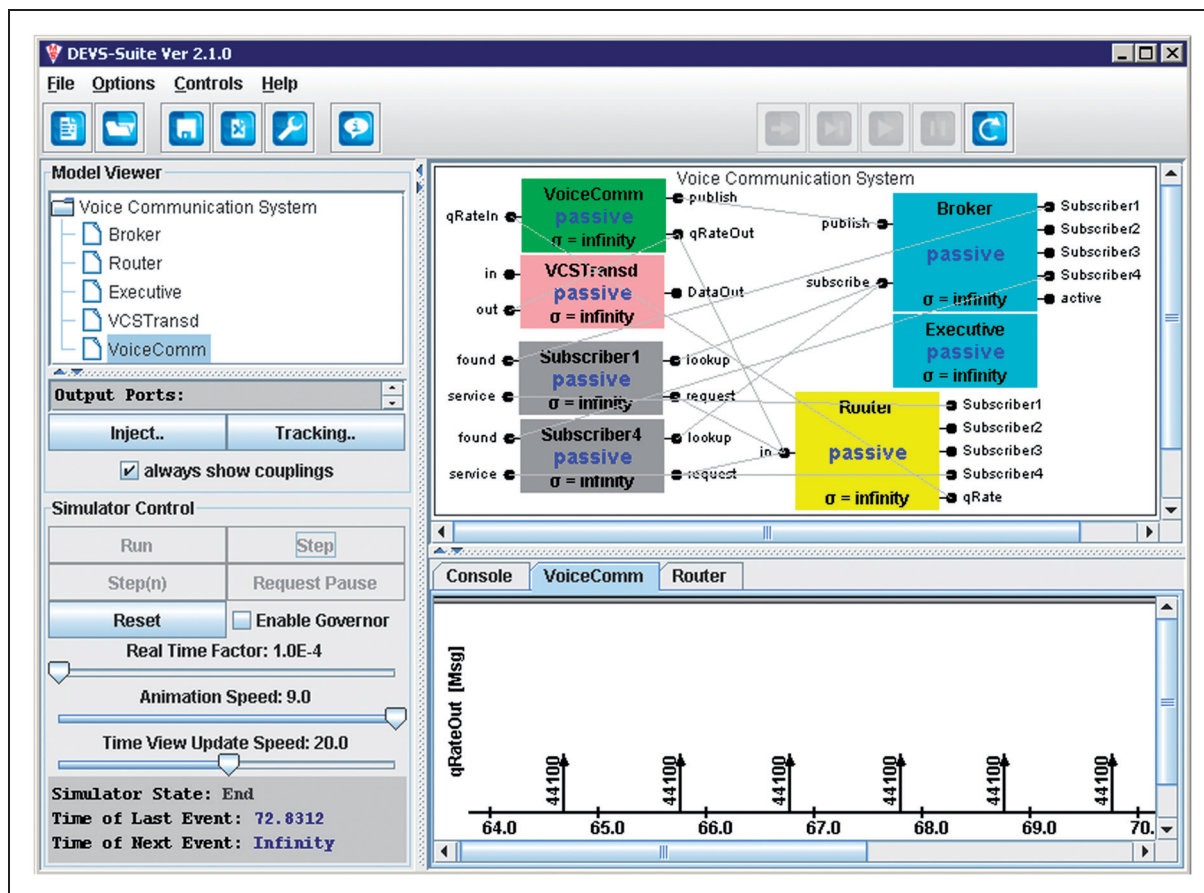 DEVS-Suite Ver 2.1.0
File Options Controls Help
Model Viewer
Voice Communication System
Broker
Router
Executive
VCSTransd
VoiceComm
Output Ports:
Inject.. Tracking..
always show couplings
Simulator Control
Run Step
Step(n) Request Pause
Reset Enable Governor
Real Time Factor: 1.0E-4
Animation Speed: 9.0
Time View Update Speed: 20.0
Simulator State: End
Time of Last Event: 72.8312
Time of Next Event: Infinity
Voice Communication System
qRateIn
VoiceComm
passive
σ = infinity
publish
qRateOut
in
out
VCSTransd
passive
σ = infinity
DataOut
found
service
Subscriber1
passive
σ = infinity
lookup
request
found
service
Subscriber4
passive
σ = infinity
lookup
request
publish
subscribe
Broker
passive
σ = infinity
Subscriber1
Subscriber2
Subscriber3
Subscriber4
active
Executive
passive
σ = infinity
in
Router
passive
σ = infinity
Subscriber1
Subscriber2
Subscriber3
Subscriber4
qRate
Console VoiceComm Router
qRateOut [Msg]
44100 44100 44100 44100 44100 44100
64.0 65.0 66.0 67.0 68.0 69.0 70.